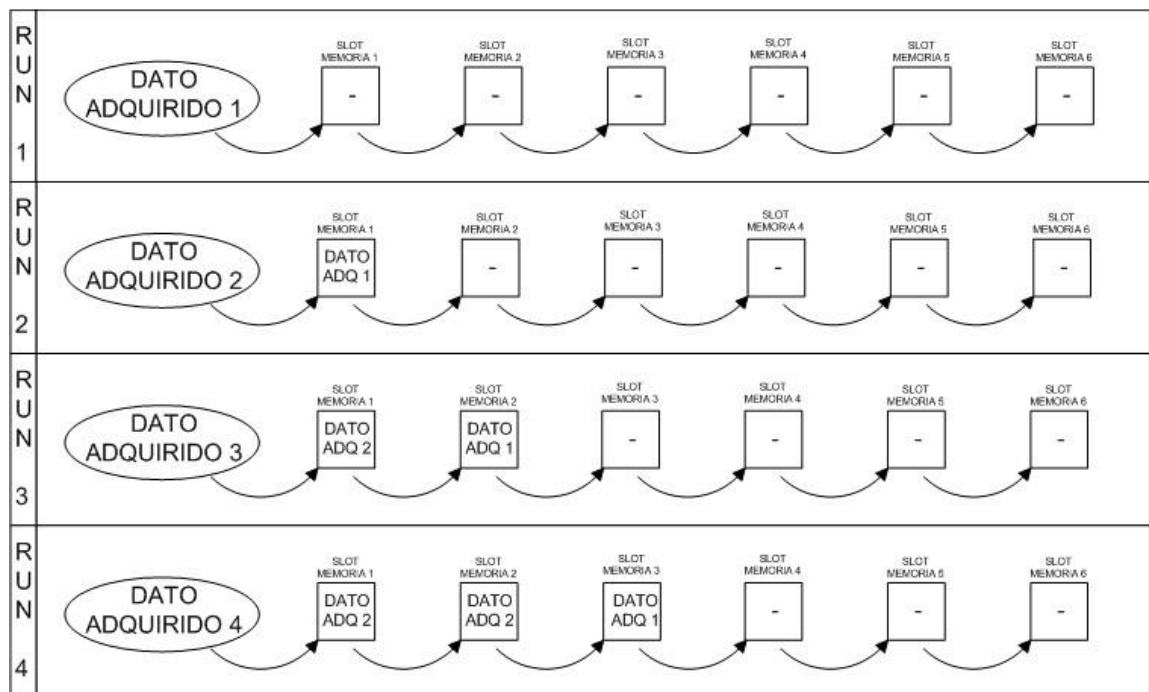 R
U
N
1
DATO
ADQUIRIDO 1
SLOT
MEMORIA 1
-
SLOT
MEMORIA 2
-
SLOT
MEMORIA 3
-
SLOT
MEMORIA 4
-
SLOT
MEMORIA 5
-
SLOT
MEMORIA 6
-
R
U
N
2
DATO
ADQUIRIDO 2
SLOT
MEMORIA 1
DATO
ADQ 1
SLOT
MEMORIA 2
-
SLOT
MEMORIA 3
-
SLOT
MEMORIA 4
-
SLOT
MEMORIA 5
-
SLOT
MEMORIA 6
-
R
U
N
3
DATO
ADQUIRIDO 3
SLOT
MEMORIA 1
DATO
ADQ 2
SLOT
MEMORIA 2
DATO
ADQ 1
SLOT
MEMORIA 3
-
SLOT
MEMORIA 4
-
SLOT
MEMORIA 5
-
SLOT
MEMORIA 6
-
R
U
N
4
DATO
ADQUIRIDO 4
SLOT
MEMORIA 1
DATO
ADQ 2
SLOT
MEMORIA 2
DATO
ADQ 2
SLOT
MEMORIA 3
DATO
ADQ 1
SLOT
MEMORIA 4
-
SLOT
MEMORIA 5
-
SLOT
MEMORIA 6
-